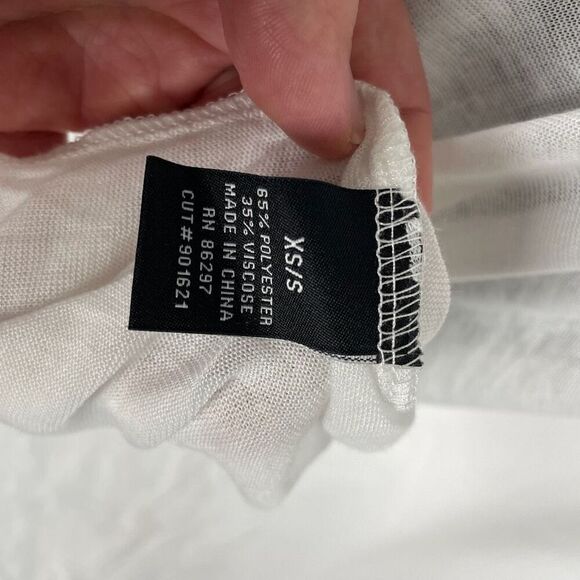 XS/S
65% POLYESTER
35% VISCOSE
MADE IN CHINA
RN 86297
CUT#901621